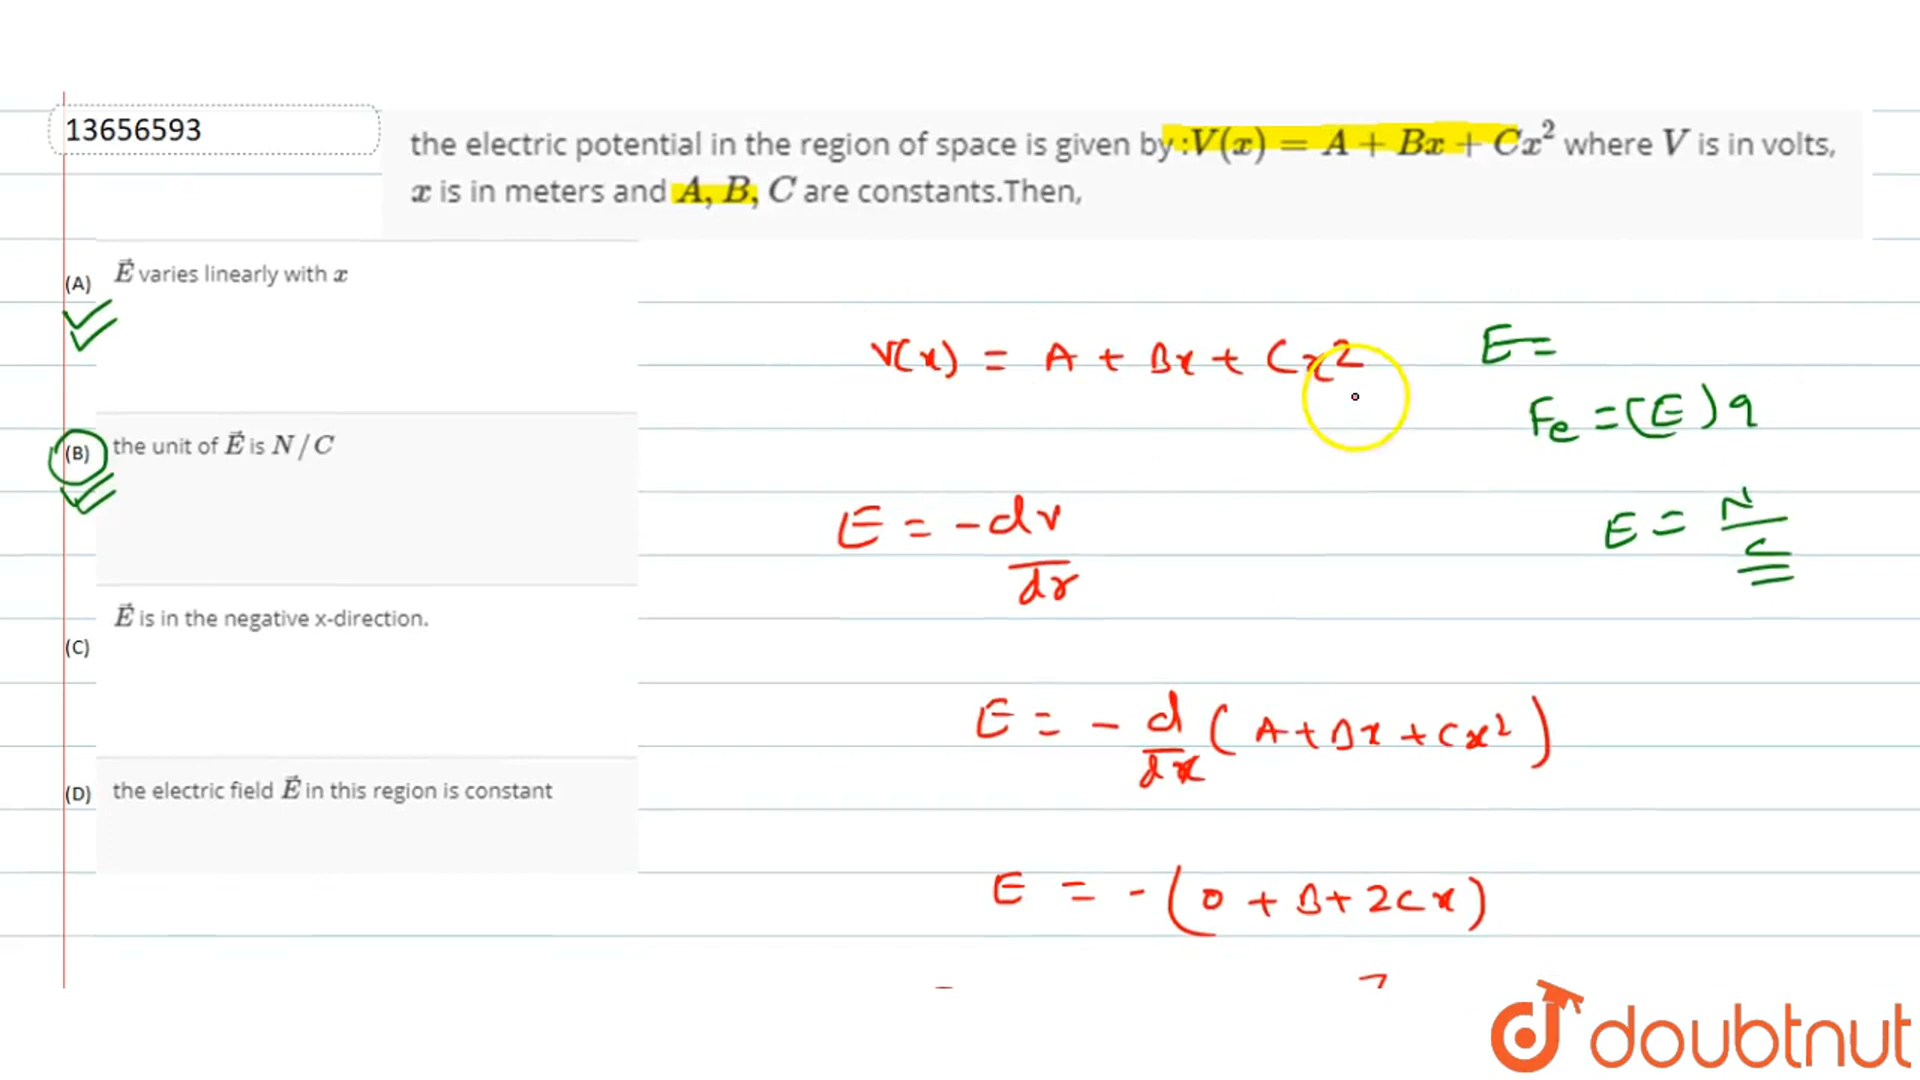 13656593
the electric potential in the region of space is given by :V(x) = A + Bx + Cx² where V is in volts,
x is in meters and A, B, C are constants.Then,
(A) E⃗ varies linearly with x
(B) the unit of E⃗ is N/C
(C) E⃗ is in the negative x-direction.
(D) the electric field E⃗ in this region is constant
V(x) = A + Bx + Cx²
E = -dv/dr
E = - d/dx (A+Bx+Cx²)
E = - (0 + B+ 2Cx)
E =
Fe = (E) q
E = N/C
doubtnut